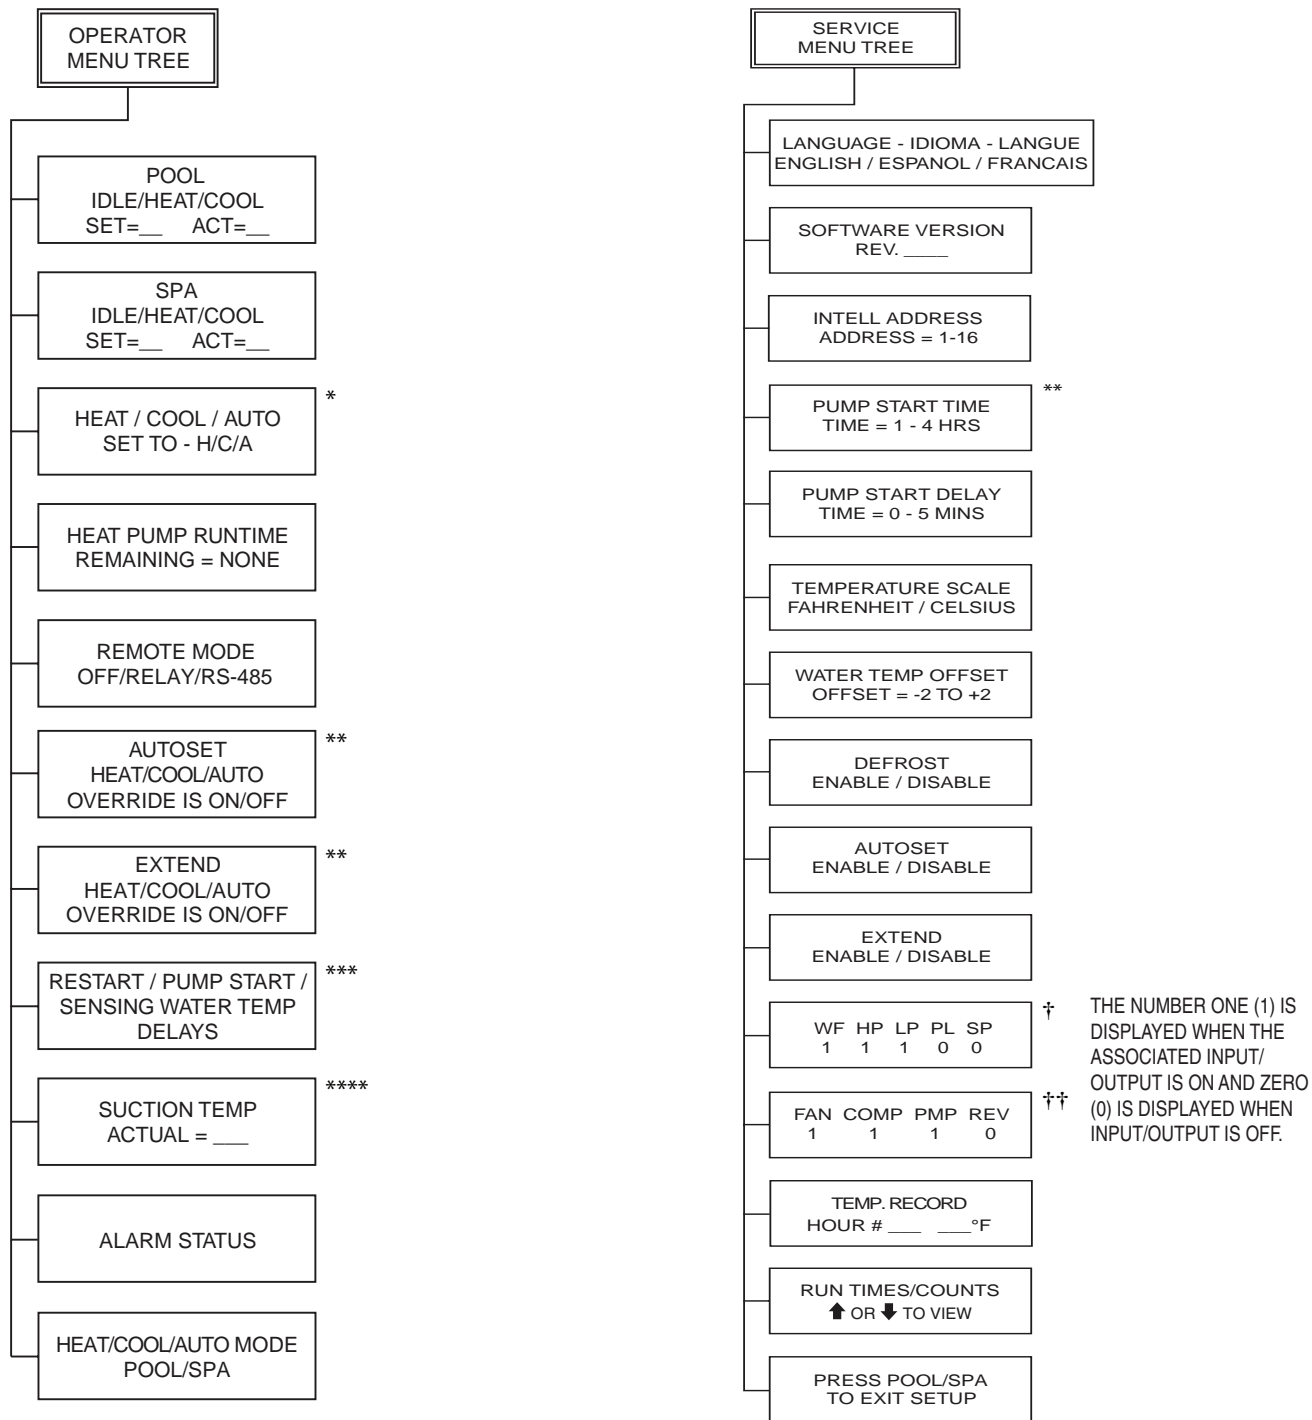 OPERATOR
MENU TREE
POOL
IDLE/HEAT/COOL
SET=__ ACT=__
SPA
IDLE/HEAT/COOL
SET=__ ACT=__
*
HEAT / COOL / AUTO
SET TO - H/C/A
HEAT PUMP RUNTIME
REMAINING = NONE
REMOTE MODE
OFF/RELAY/RS-485
**
AUTOSET
HEAT/COOL/AUTO
OVERRIDE IS ON/OFF
**
EXTEND
HEAT/COOL/AUTO
OVERRIDE IS ON/OFF
***
RESTART / PUMP START /
SENSING WATER TEMP
DELAYS
****
SUCTION TEMP
ACTUAL = ___
ALARM STATUS
HEAT/COOL/AUTO MODE
POOL/SPA
SERVICE
MENU TREE
LANGUAGE - IDIOMA - LANGUE
ENGLISH / ESPANOL / FRANCAIS
SOFTWARE VERSION
REV. ____
INTELL ADDRESS
ADDRESS = 1-16
**
PUMP START TIME
TIME = 1 - 4 HRS
PUMP START DELAY
TIME = 0 - 5 MINS
TEMPERATURE SCALE
FAHRENHEIT / CELSIUS
WATER TEMP OFFSET
OFFSET = -2 TO +2
DEFROST
ENABLE / DISABLE
AUTOSET
ENABLE / DISABLE
EXTEND
ENABLE / DISABLE
†
WF HP LP PL SP
1 1 1 0 0
††
FAN COMP PMP REV
1 1 1 0
THE NUMBER ONE (1) IS
DISPLAYED WHEN THE
ASSOCIATED INPUT/
OUTPUT IS ON AND ZERO
(0) IS DISPLAYED WHEN
INPUT/OUTPUT IS OFF.
TEMP. RECORD
HOUR # ___ ___°F
RUN TIMES/COUNTS
⬆ OR ⬇ TO VIEW
PRESS POOL/SPA
TO EXIT SETUP